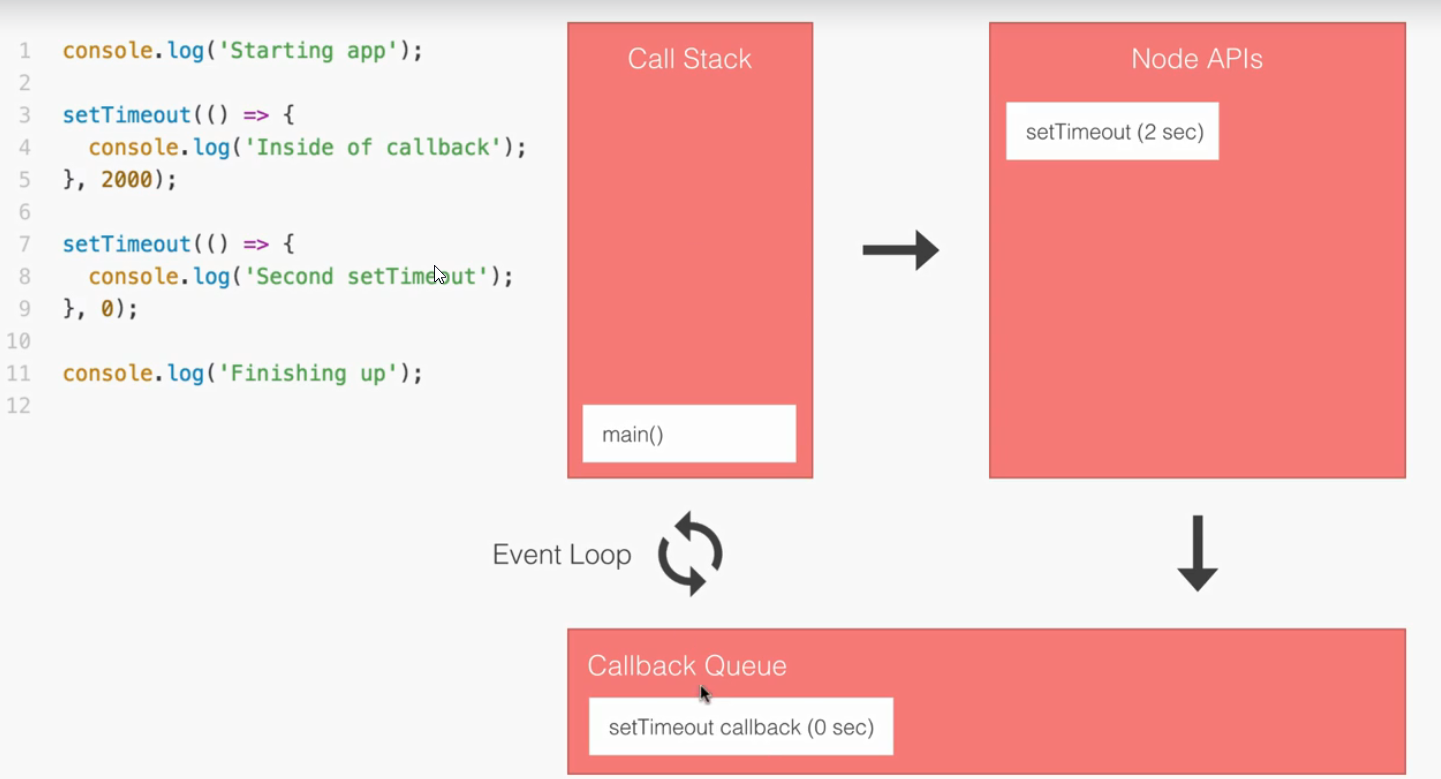 1 console.log('Starting app');
2
3 setTimeout(() => {
4   console.log('Inside of callback');
5 }, 2000);
6
7 setTimeout(() => {
8   console.log('Second setTimeout');
9 }, 0);
10
11 console.log('Finishing up');
12
Call Stack
main()
Node APIs
setTimeout (2 sec)
Event Loop
Callback Queue
setTimeout callback (0 sec)